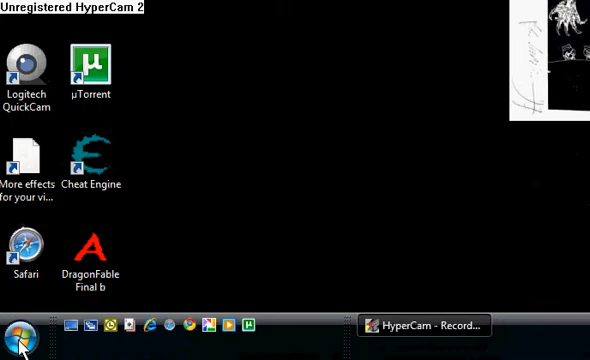 Unregistered HyperCam 2
Logitech
QuickCam
µTorrent
More effects
for your vi...
Cheat Engine
Safari
DragonFable
Final b
HyperCam - Record...